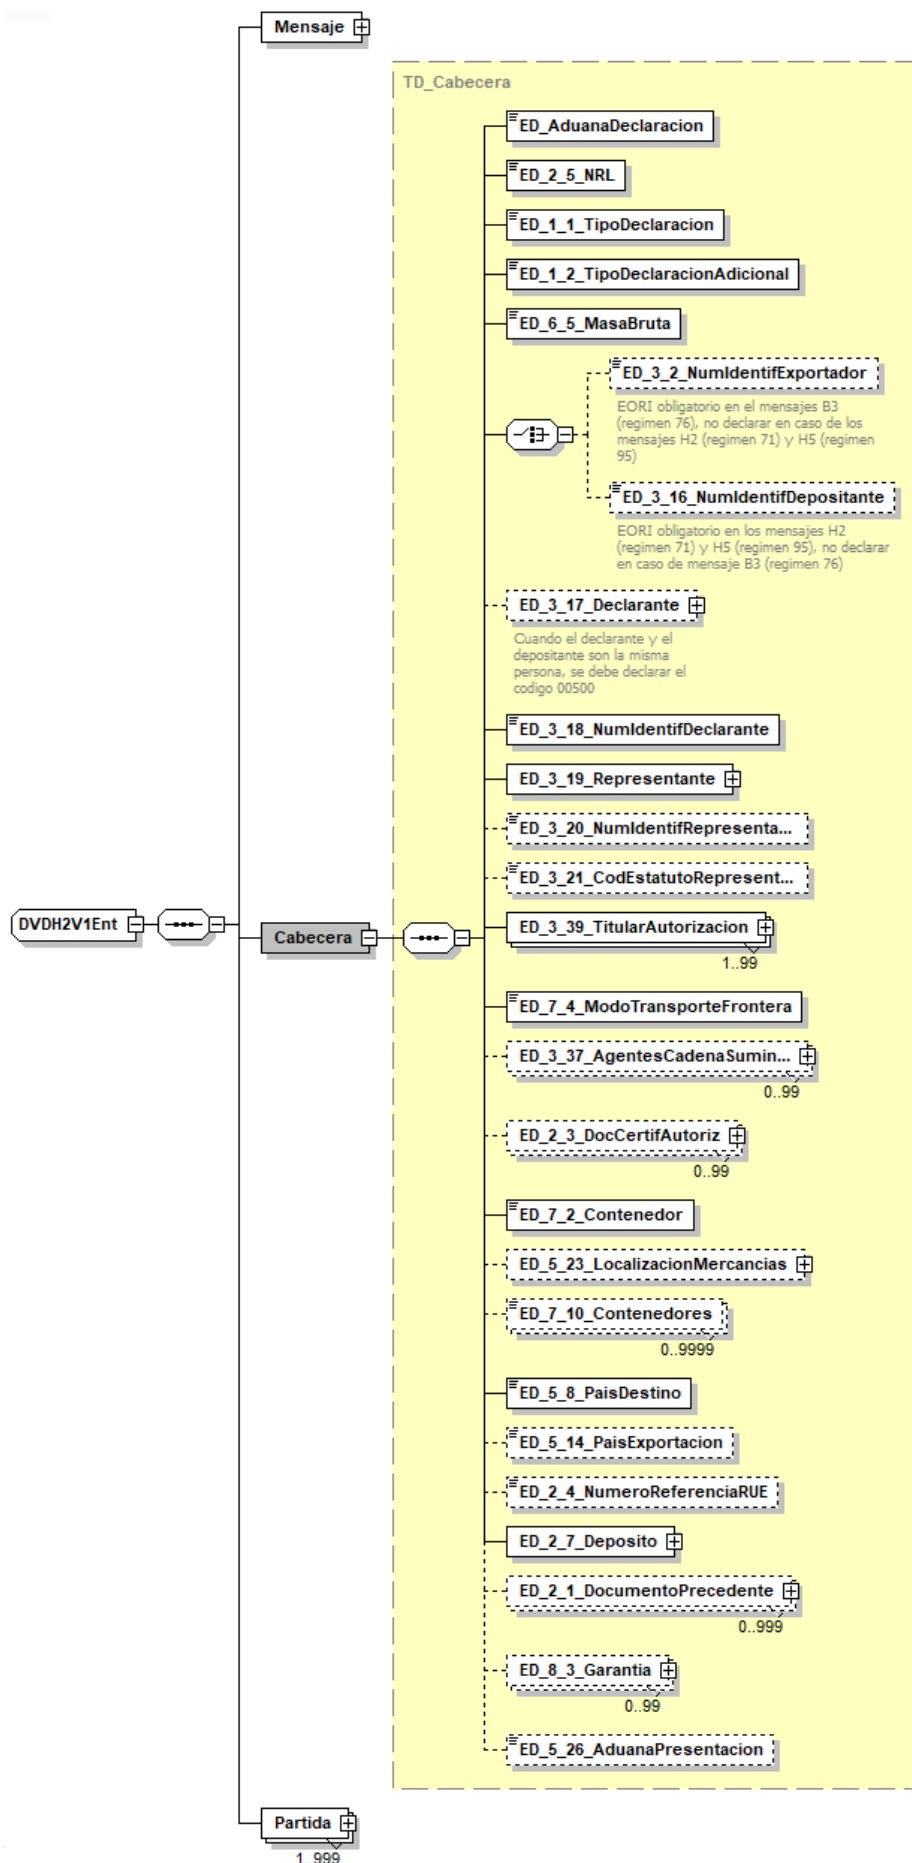 Mensaje
TD_Cabecera
ED_AduanaDeclaracion
ED_2_5_NRL
ED_1_1_TipoDeclaracion
ED_1_2_TipoDeclaracionAdicional
ED_6_5_MasaBruta
ED_3_2_NumIdentifExportador
EORI obligatorio en el mensajes B3
(regimen 76), no declarar en caso de los
mensajes H2 (regimen 71) y H5 (regimen
95)
ED_3_16_NumIdentifDepositante
EORI obligatorio en los mensajes H2
(regimen 71) y H5 (regimen 95), no declarar
en caso de mensaje B3 (regimen 76)
ED_3_17_Declarante
Cuando el declarante y el
depositante son la misma
persona, se debe declarar el
codigo 00500
ED_3_18_NumIdentifDeclarante
ED_3_19_Representante
ED_3_20_NumIdentifRepresenta...
ED_3_21_CodEstatutoRepresent...
DVDH2V1Ent
Cabecera
ED_3_39_TitularAutorizacion
1..99
ED_7_4_ModoTransporteFrontera
ED_3_37_AgentesCadenaSumin...
0..99
ED_2_3_DocCertifAutoriz
0..99
ED_7_2_Contenedor
ED_5_23_LocalizacionMercancias
ED_7_10_Contenedores
0..9999
ED_5_8_PaisDestino
ED_5_14_PaisExportacion
ED_2_4_NumeroReferenciaRUE
ED_2_7_Deposito
ED_2_1_DocumentoPrecedente
0..999
ED_8_3_Garantia
0..99
ED_5_26_AduanaPresentacion
Partida
1..999